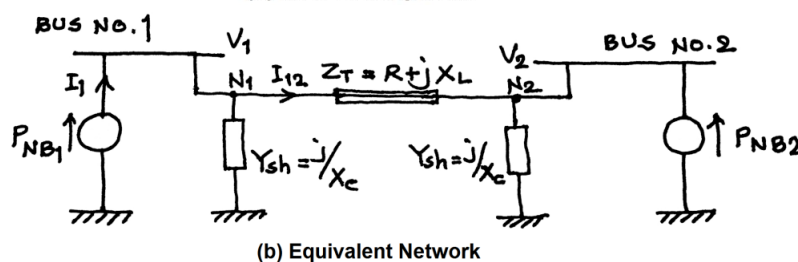 BUS NO.1
V1
I1
N1
I12
ZT = R+jXL
V2
N2
BUS NO.2
PNB1
Ysh = j/Xc
Ysh = j/Xc
PNB2
(b) Equivalent Network